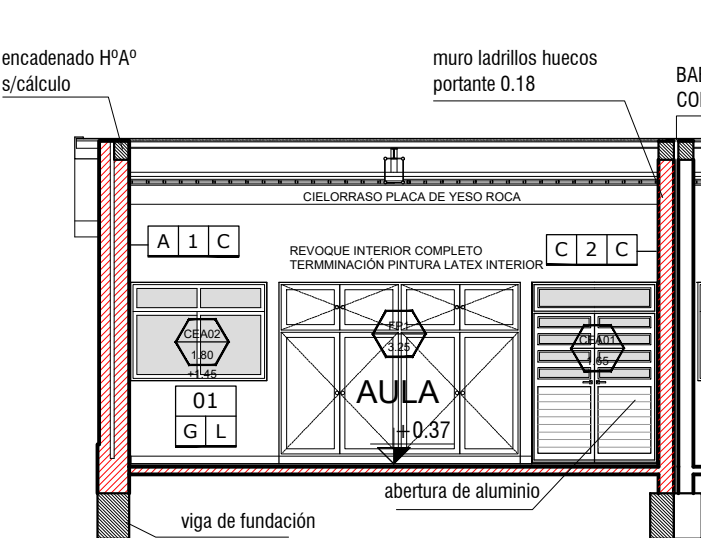 encadenado HºAº
s/cálculo
muro ladrillos huecos
portante 0.18
CIELORRASO PLACA DE YESO ROCA
A 1 C
REVOQUE INTERIOR COMPLETO
TERMMINACIÓN PINTURA LATEX INTERIOR
C 2 C
CEA02
1.80
+1.45
FP1
3.25
CEA01
01
G L
AULA
+0.37
abertura de aluminio
viga de fundación